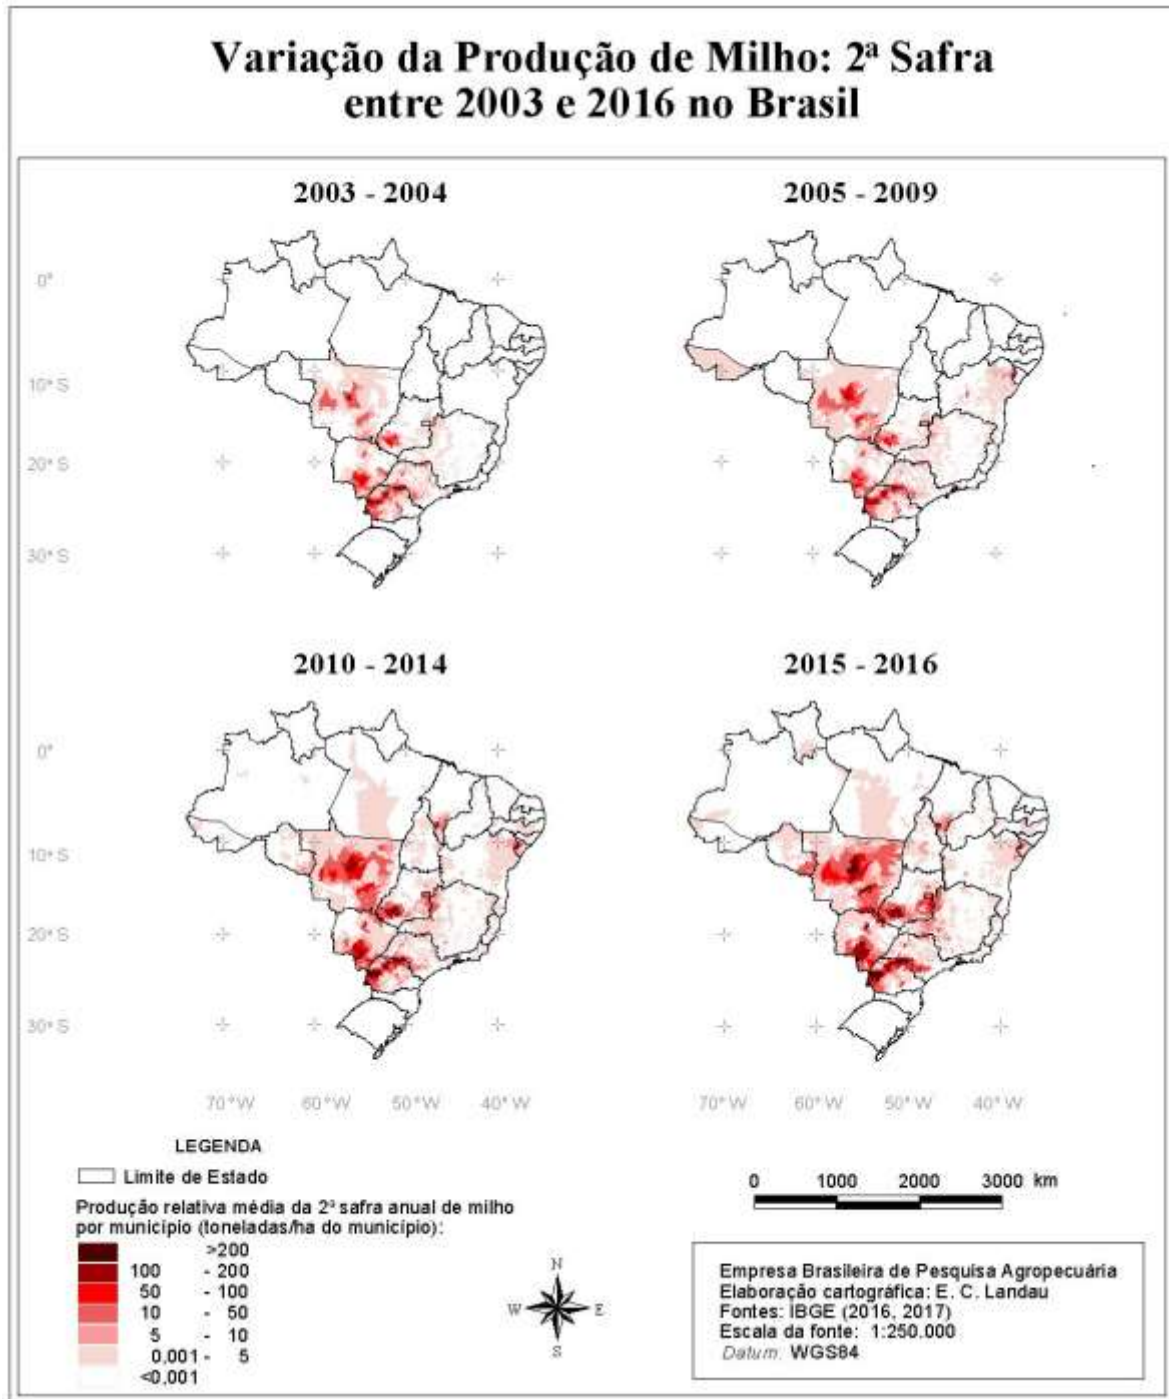 Variação da Produção de Milho: 2ª Safra
entre 2003 e 2016 no Brasil
2003 - 2004
2005 - 2009
0°
10° S
20° S
30° S
2010 - 2014
2015 - 2016
0°
10° S
20° S
30° S
70° W 60° W 50° W 40° W
70° W 60° W 50° W 40° W
LEGENDA
Limite de Estado
Produção relativa média da 2ª safra anual de milho
por município (toneladas/ha do município):
>200
100 - 200
50 - 100
10 - 50
5 - 10
0,001 - 5
<0,001
N
W E
S
0 1000 2000 3000 km
Empresa Brasileira de Pesquisa Agropecuária
Elaboração cartográfica: E. C. Landau
Fontes: IBGE (2016, 2017)
Escala da fonte: 1:250.000
Datum: WGS84